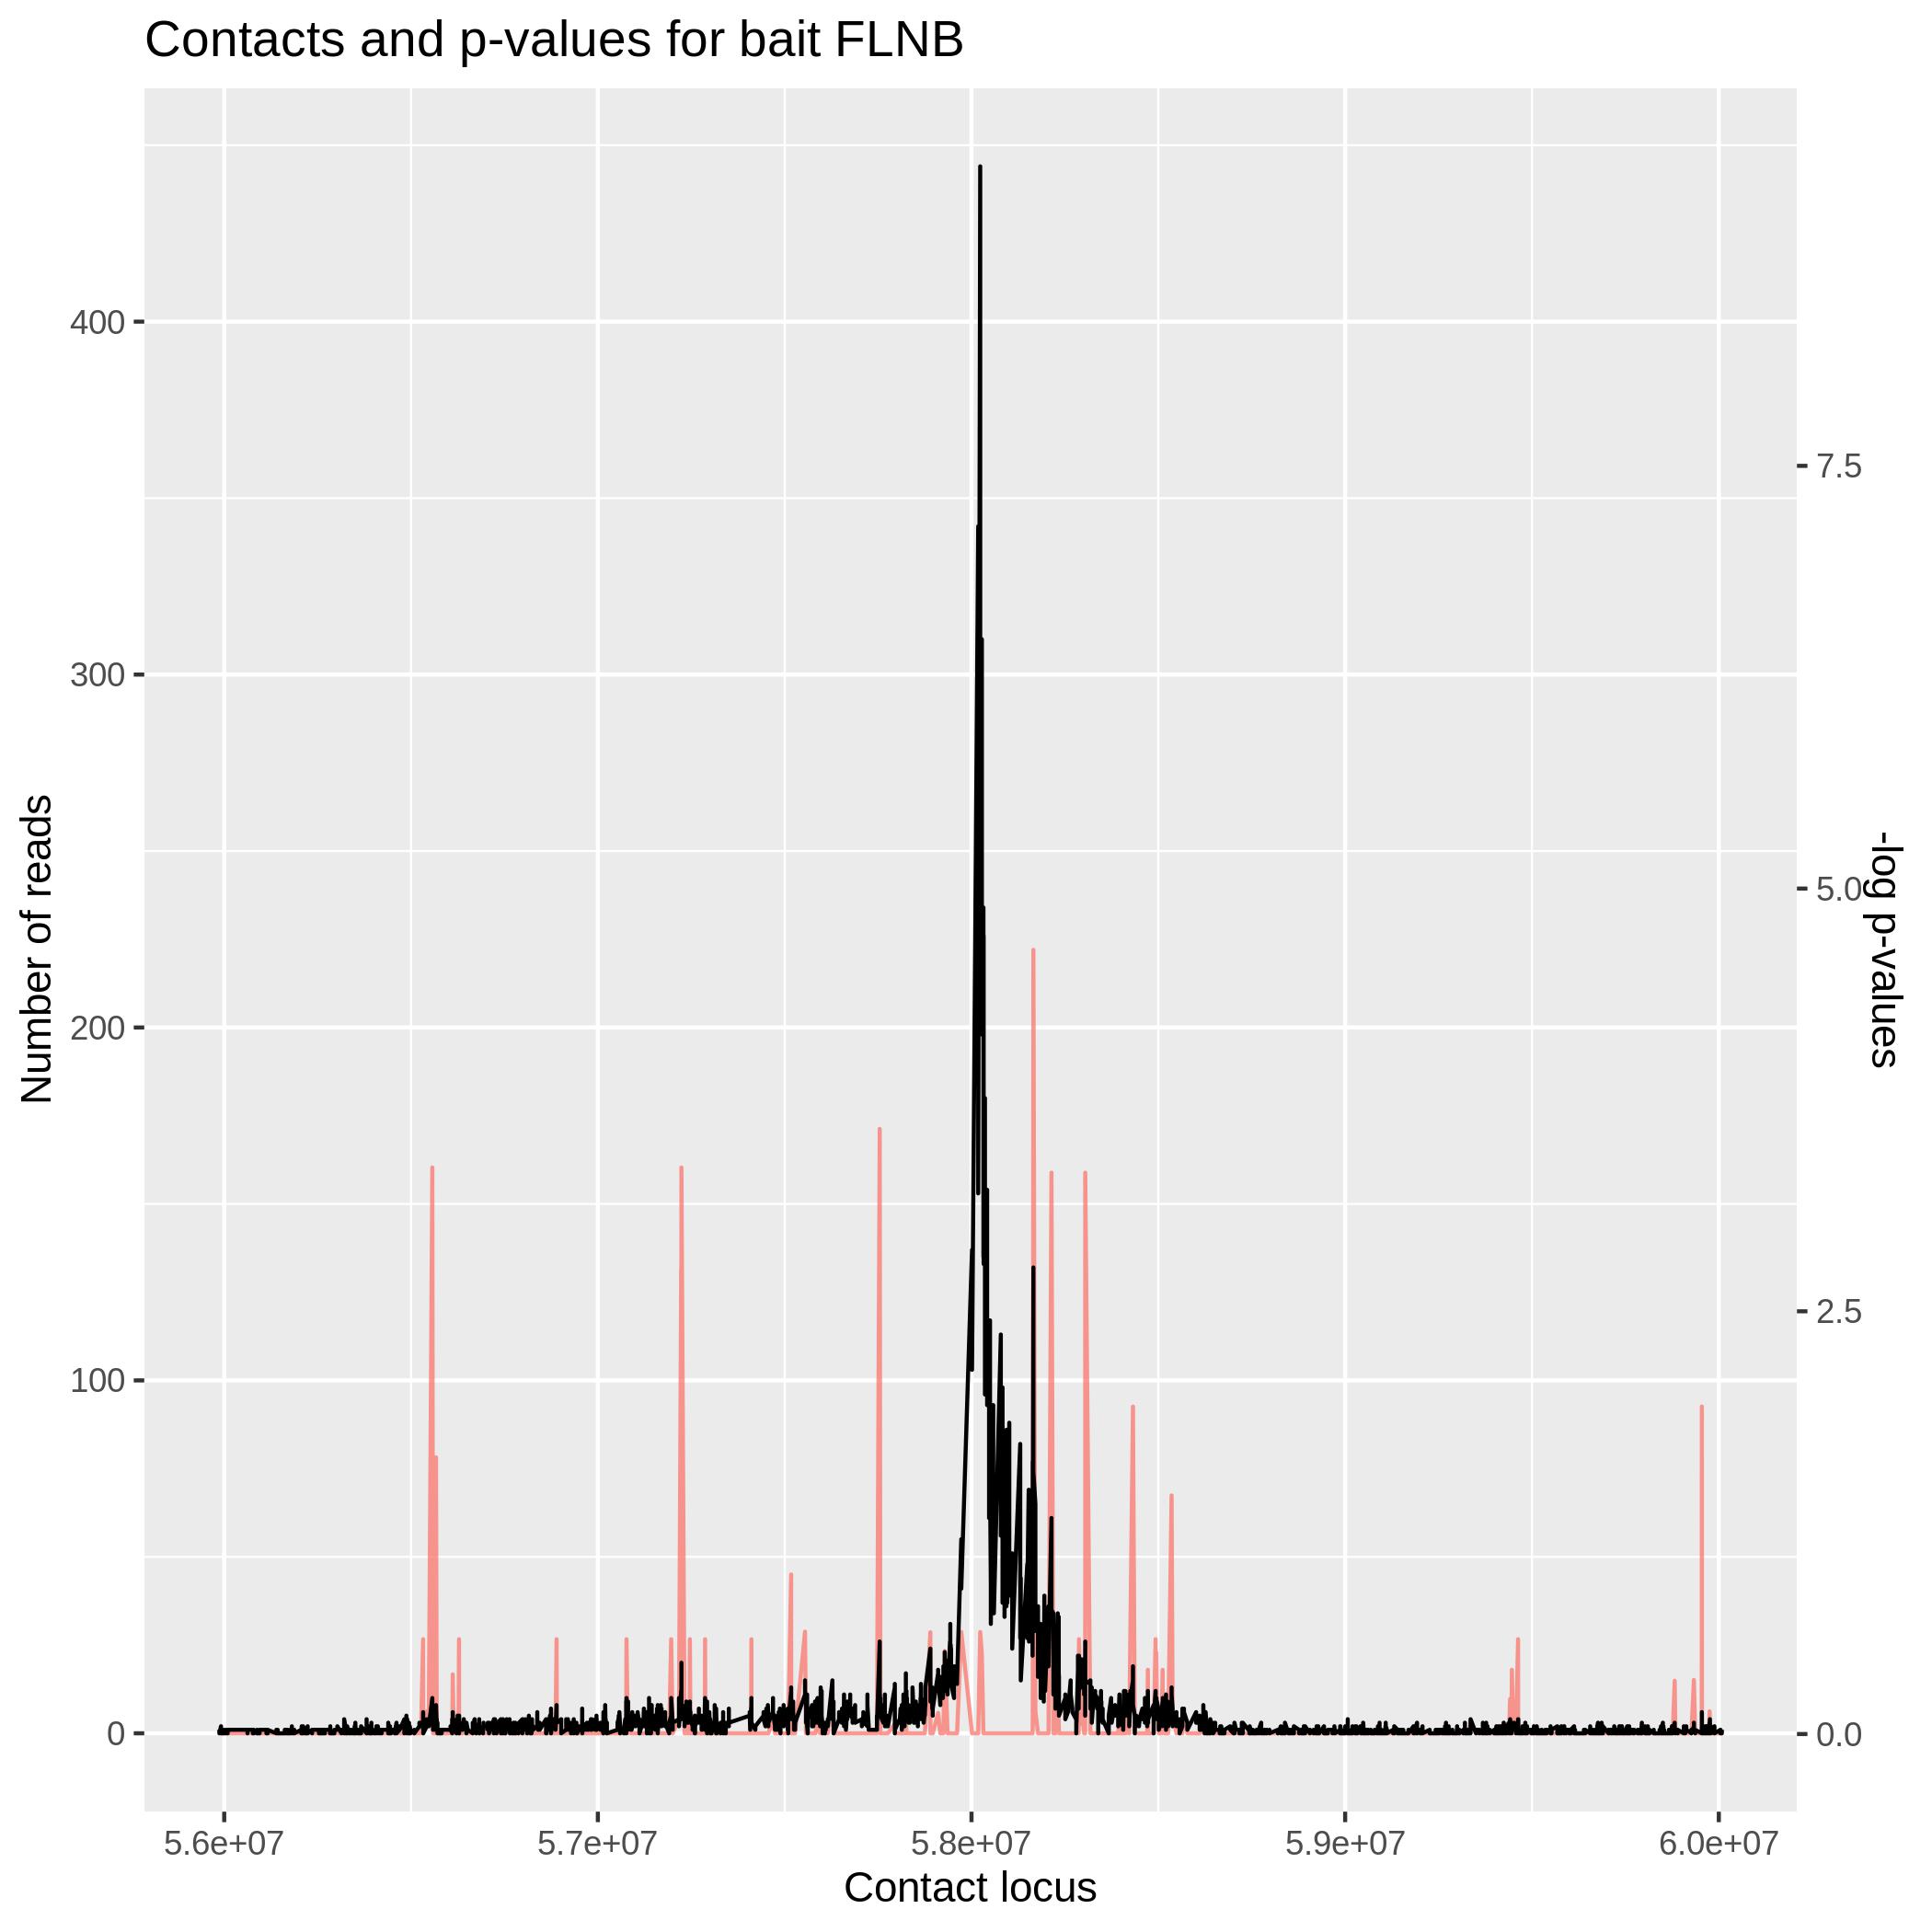 Contacts and p-values for bait FLNB
Number of reads
400
300
200
100
0
7.5
5.0
2.5
0.0
-log p-values
5.6e+07 5.7e+07 5.8e+07 5.9e+07 6.0e+07
Contact locus